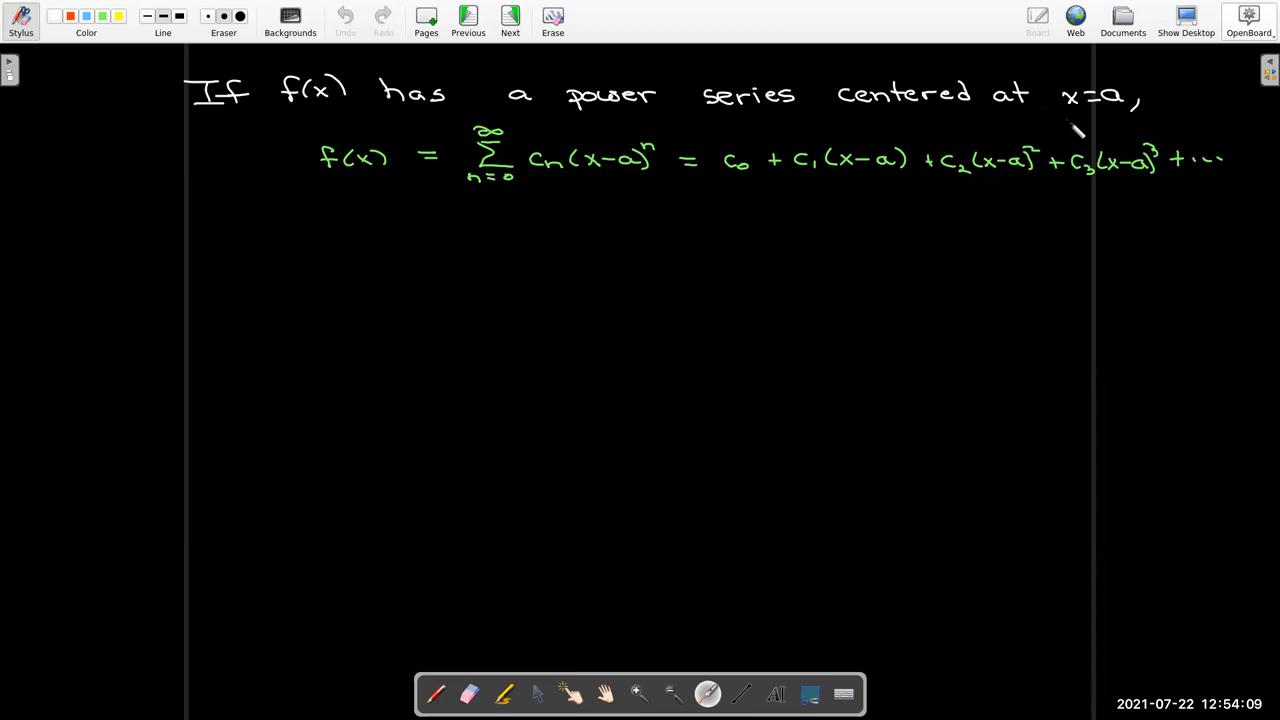 Stylus Color Line Eraser Backgrounds Undo Redo Pages Previous Next Erase Board Web Documents Show Desktop OpenBoard
If f(x) has a power series centered at x=a,
f(x) = ∑_{n=0}^{∞} cₙ(x-a)ⁿ = c₀ + c₁(x-a) + c₂(x-a)² + c₃(x-a)³ + ...
AI
2021-07-22 12:54:09